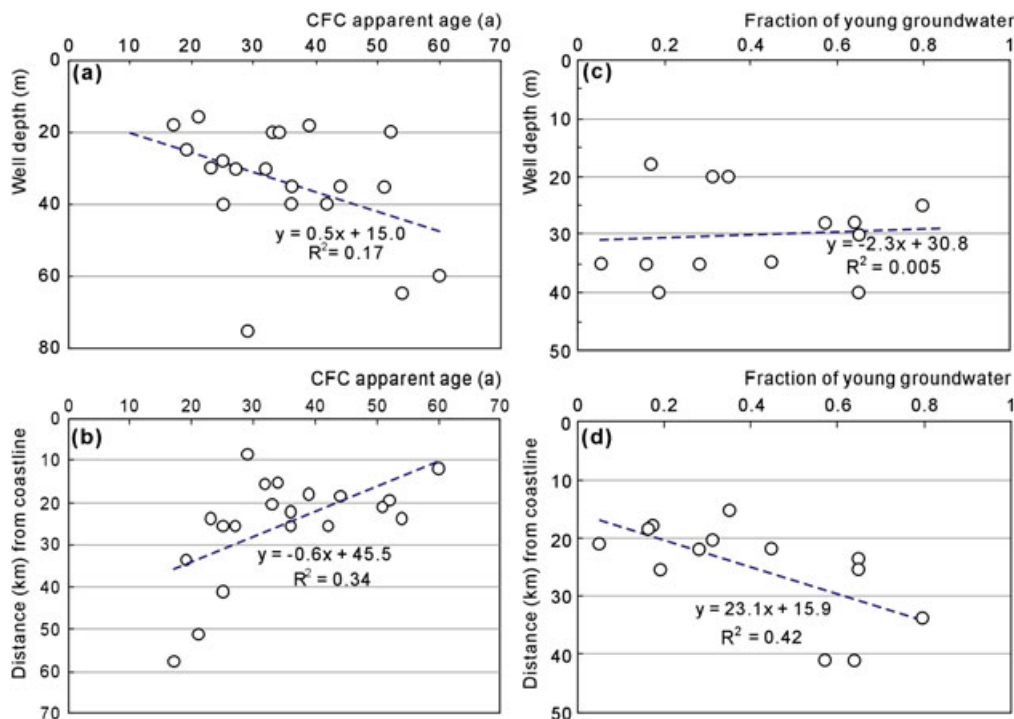 CFC apparent age (a)
0 10 20 30 40 50 60 70
0
20
40
60
80
Well depth (m)
(a)
y = 0.5x + 15.0
R2= 0.17
Fraction of young groundwater
0 0.2 0.4 0.6 0.8 1
0
10
20
30
40
50
Well depth (m)
(c)
y = -2.3x + 30.8
R2 = 0.005
CFC apparent age (a)
0 10 20 30 40 50 60 70
0
10
20
30
40
50
60
70
Distance (km) from coastline
(b)
y = -0.6x + 45.5
R2 = 0.34
Fraction of young groundwater
0 0.2 0.4 0.6 0.8 1
0
10
20
30
40
50
Distance (km) from coastline
(d)
y = 23.1x + 15.9
R2 = 0.42